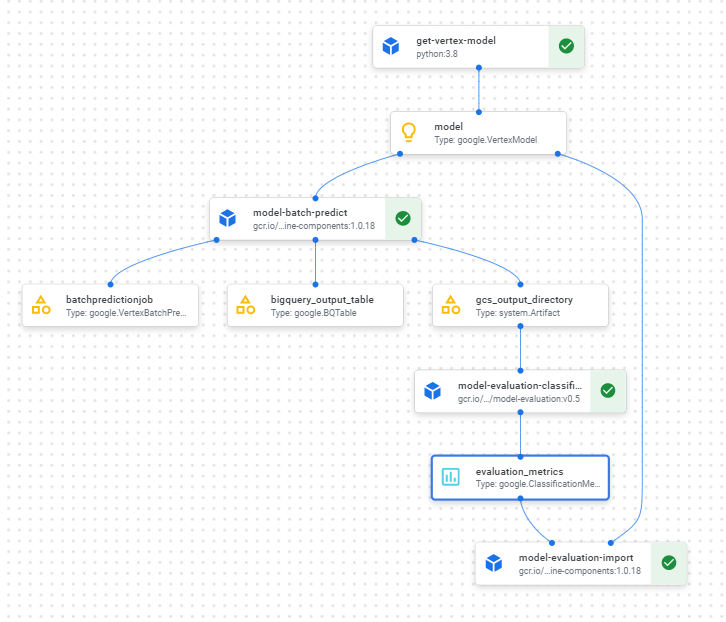 get-vertex-model
python:3.8
model
Type: google.VertexModel
model-batch-predict
gcr.io/...ine-components:1.0.18
batchpredictionjob
Type: google.VertexBatchPre...
bigquery_output_table
Type: google.BQTable
gcs_output_directory
Type: system.Artifact
model-evaluation-classifi...
gcr.io/.../model-evaluation:v0.5
evaluation_metrics
Type: google.ClassificationMe...
model-evaluation-import
gcr.io/...ine-components:1.0.18